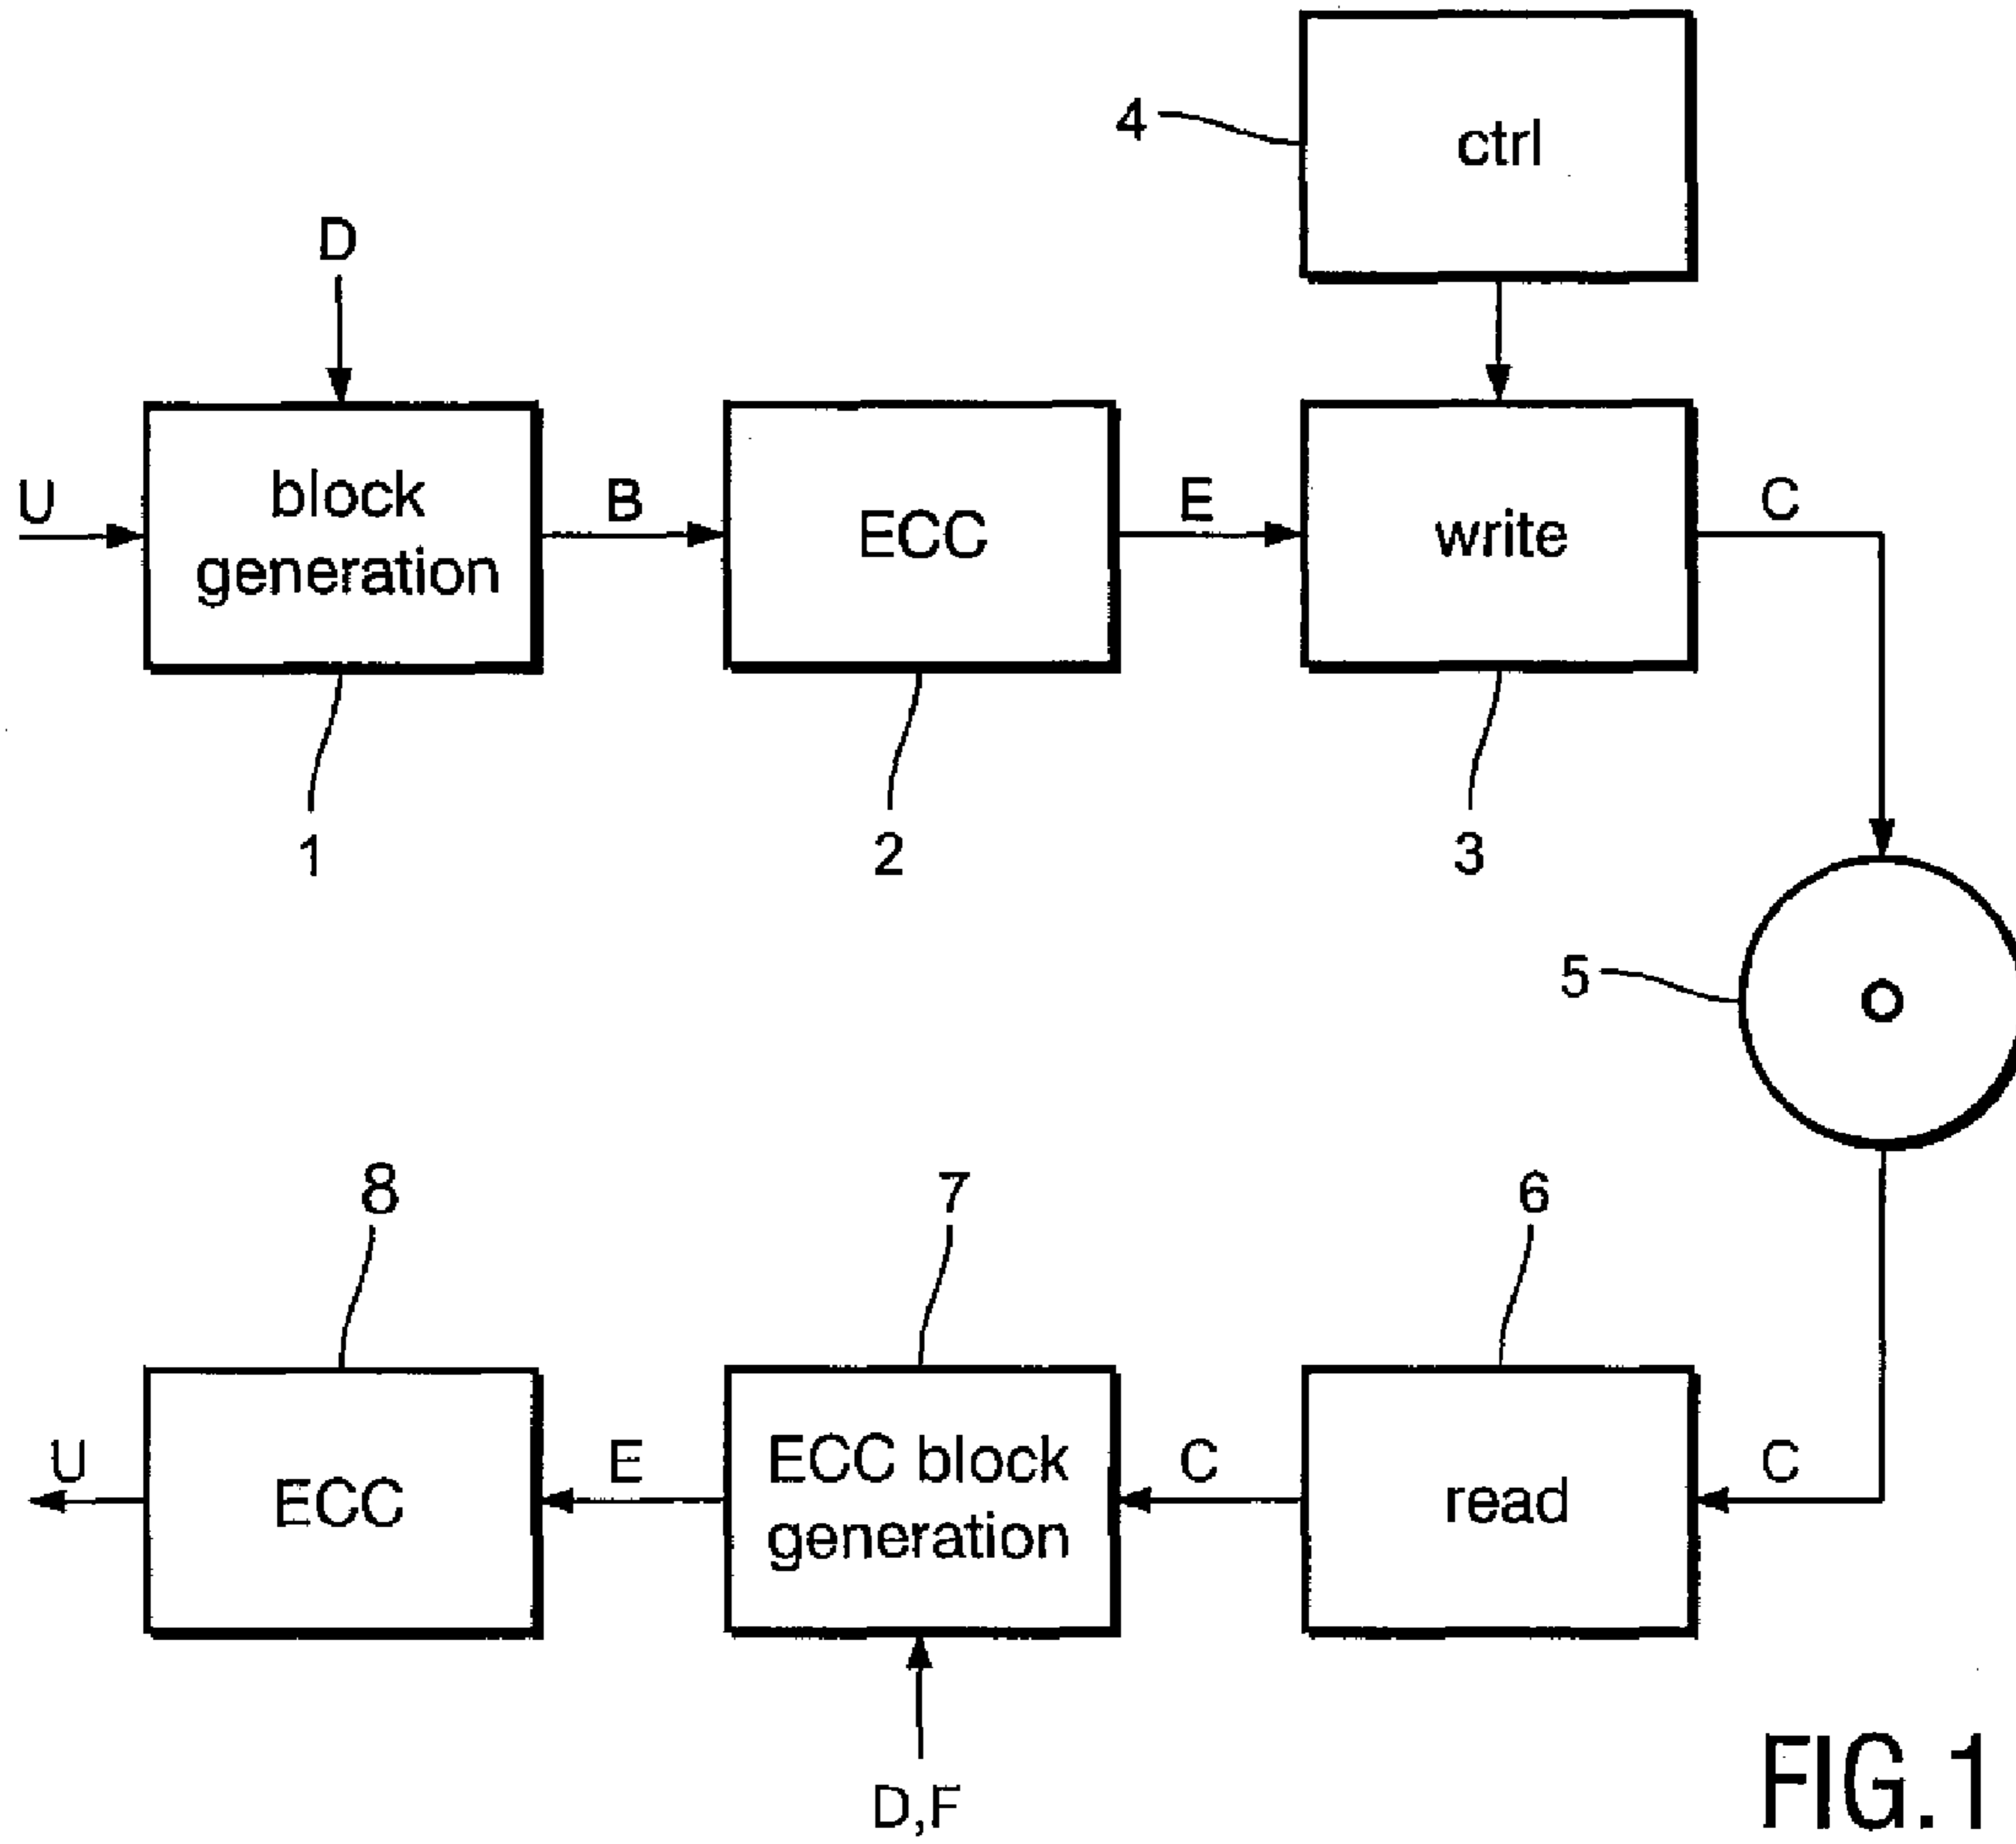 4
ctrl
D
U
block
generation
B
ECC
E
write
C
1
2
3
5
8
7
6
U
ECC
E
ECC block
generation
C
read
C
D,F
FIG.1